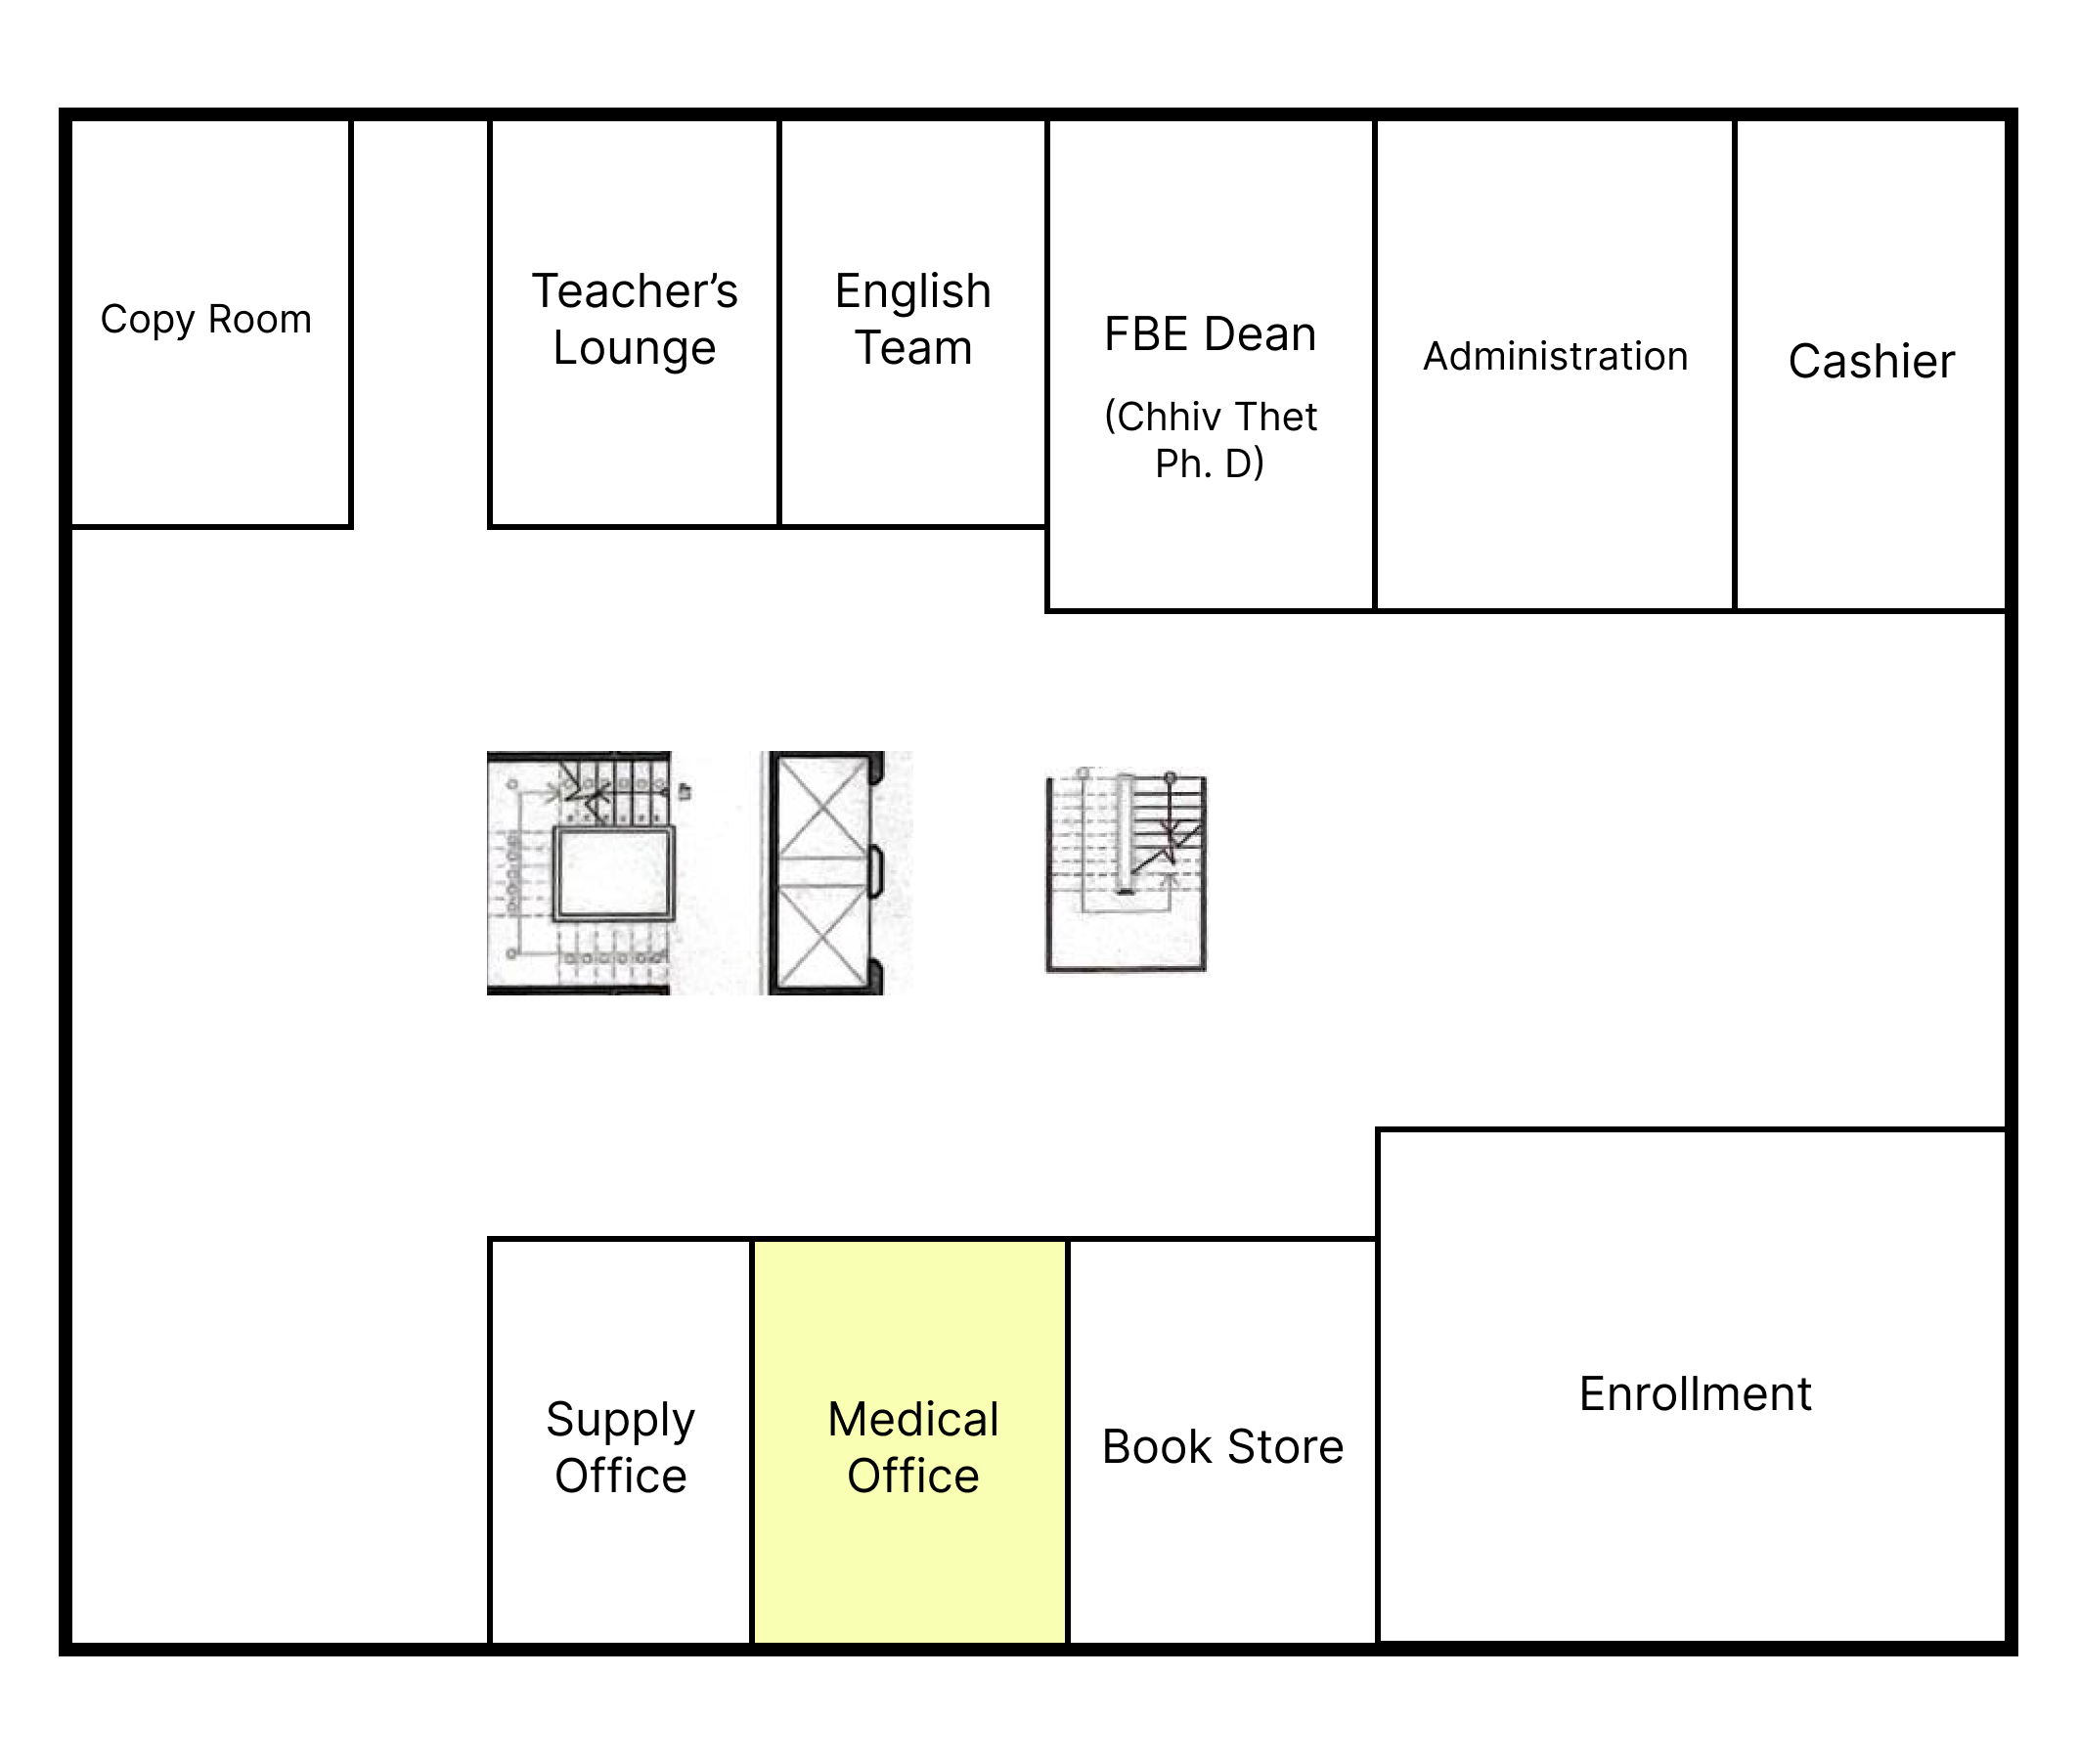 Copy Room
Teacher’s
Lounge
English
Team
FBE Dean
(Chhiv Thet
Ph. D)
Administration
Cashier
Supply
Office
Medical
Office
Book Store
Enrollment